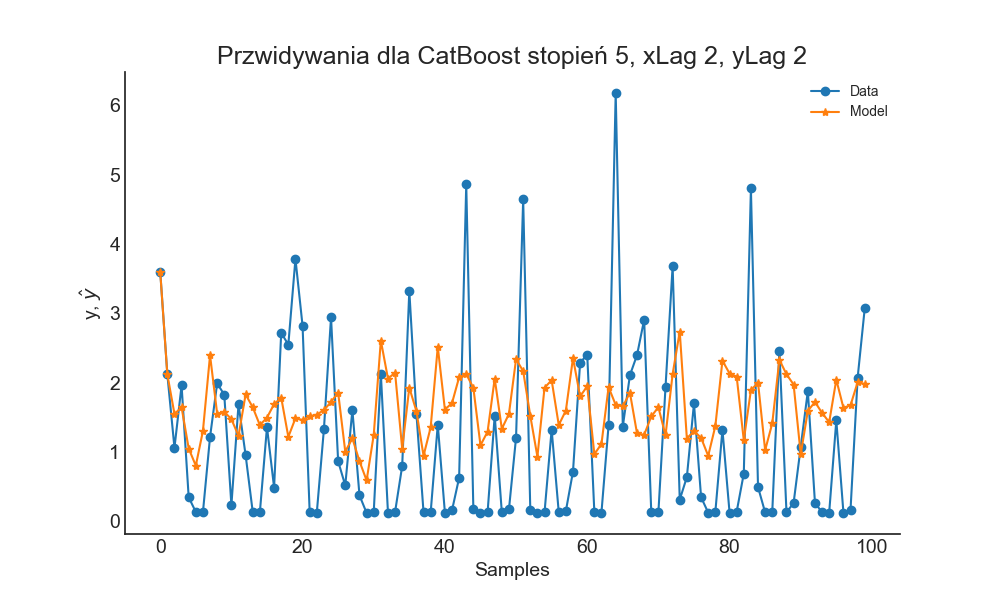 Przwidywania dla CatBoost stopień 5, xLag 2, yLag 2
Data
Model
6
5
4
3
2
1
0
y, ŷ
0 20 40 60 80 100
Samples